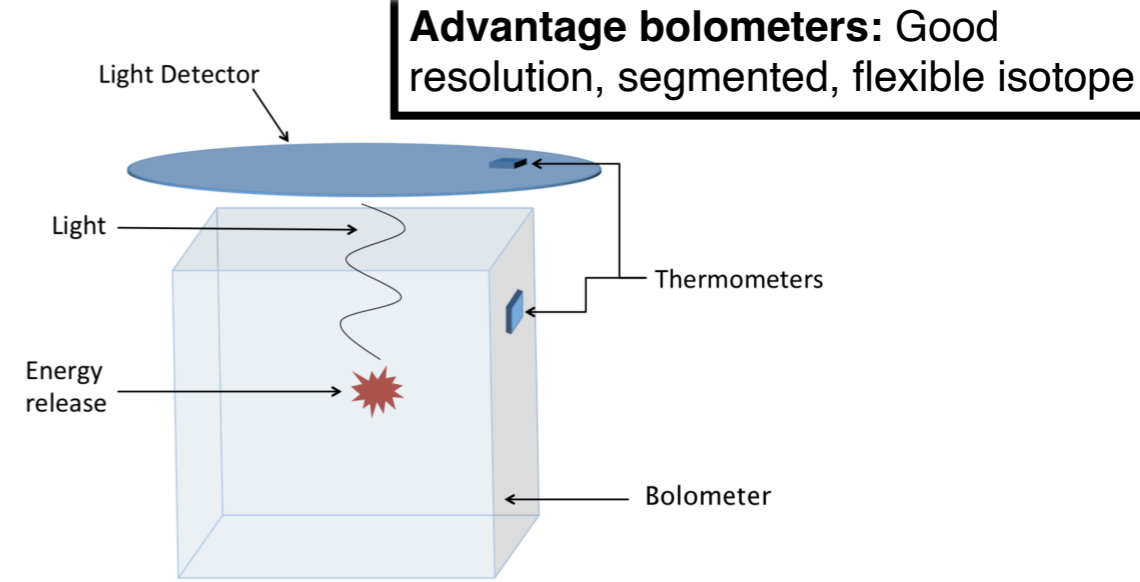 Advantage bolometers: Good
resolution, segmented, flexible isotope
Light Detector
Light
Thermometers
Energy
release
Bolometer